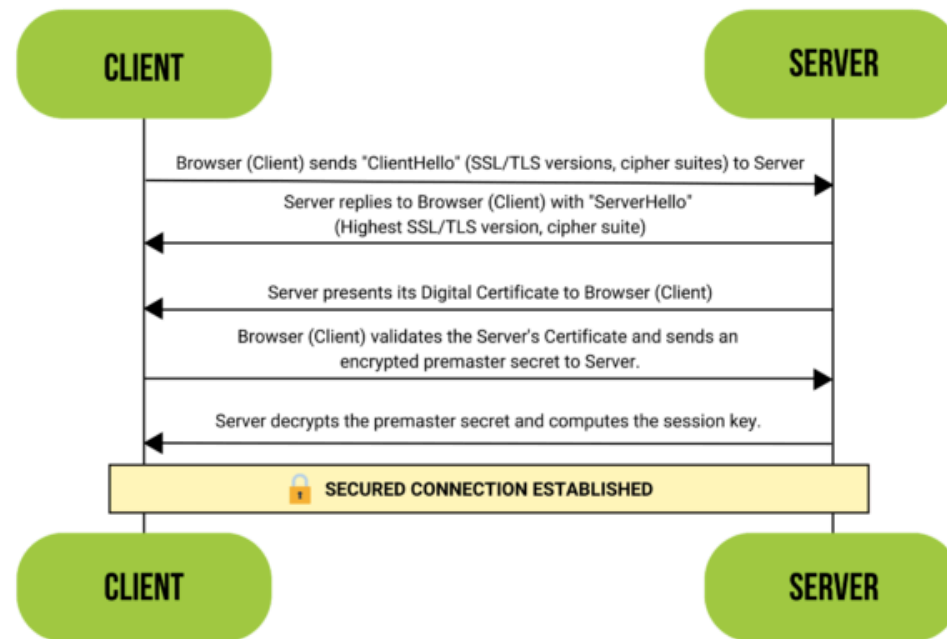 CLIENT
SERVER
Browser (Client) sends "ClientHello" (SSL/TLS versions, cipher suites) to Server
Server replies to Browser (Client) with "ServerHello"
(Highest SSL/TLS version, cipher suite)
Server presents its Digital Certificate to Browser (Client)
Browser (Client) validates the Server's Certificate and sends an
encrypted premaster secret to Server.
Server decrypts the premaster secret and computes the session key.
SECURED CONNECTION ESTABLISHED
CLIENT
SERVER